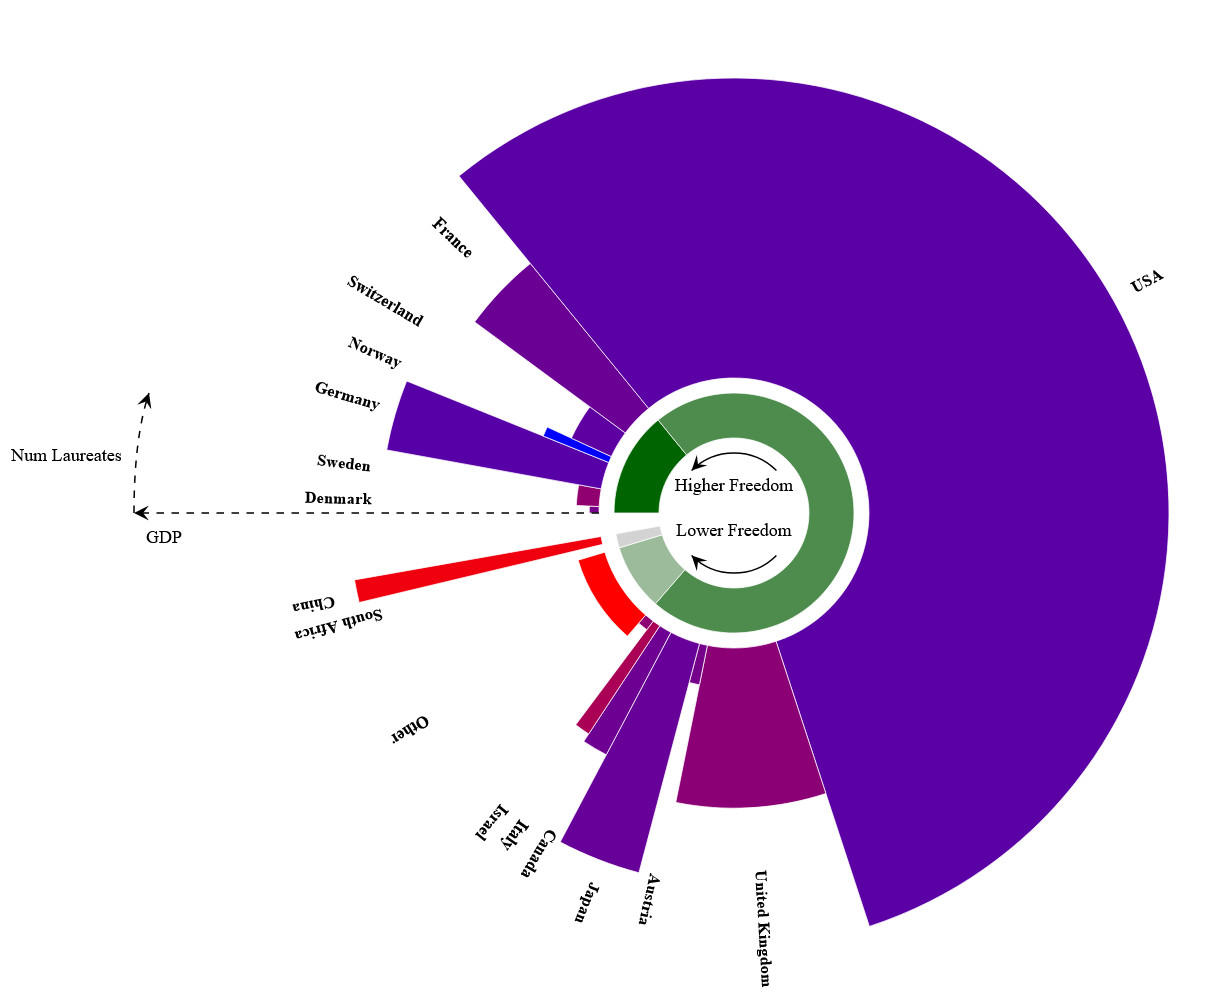 USA
France
Switzerland
Norway
Germany
Num Laureates
Sweden
Denmark
GDP
Higher Freedom
Lower Freedom
China
South Africa
Other
Israel
Italy
Canada
Japan
Austria
United Kingdom